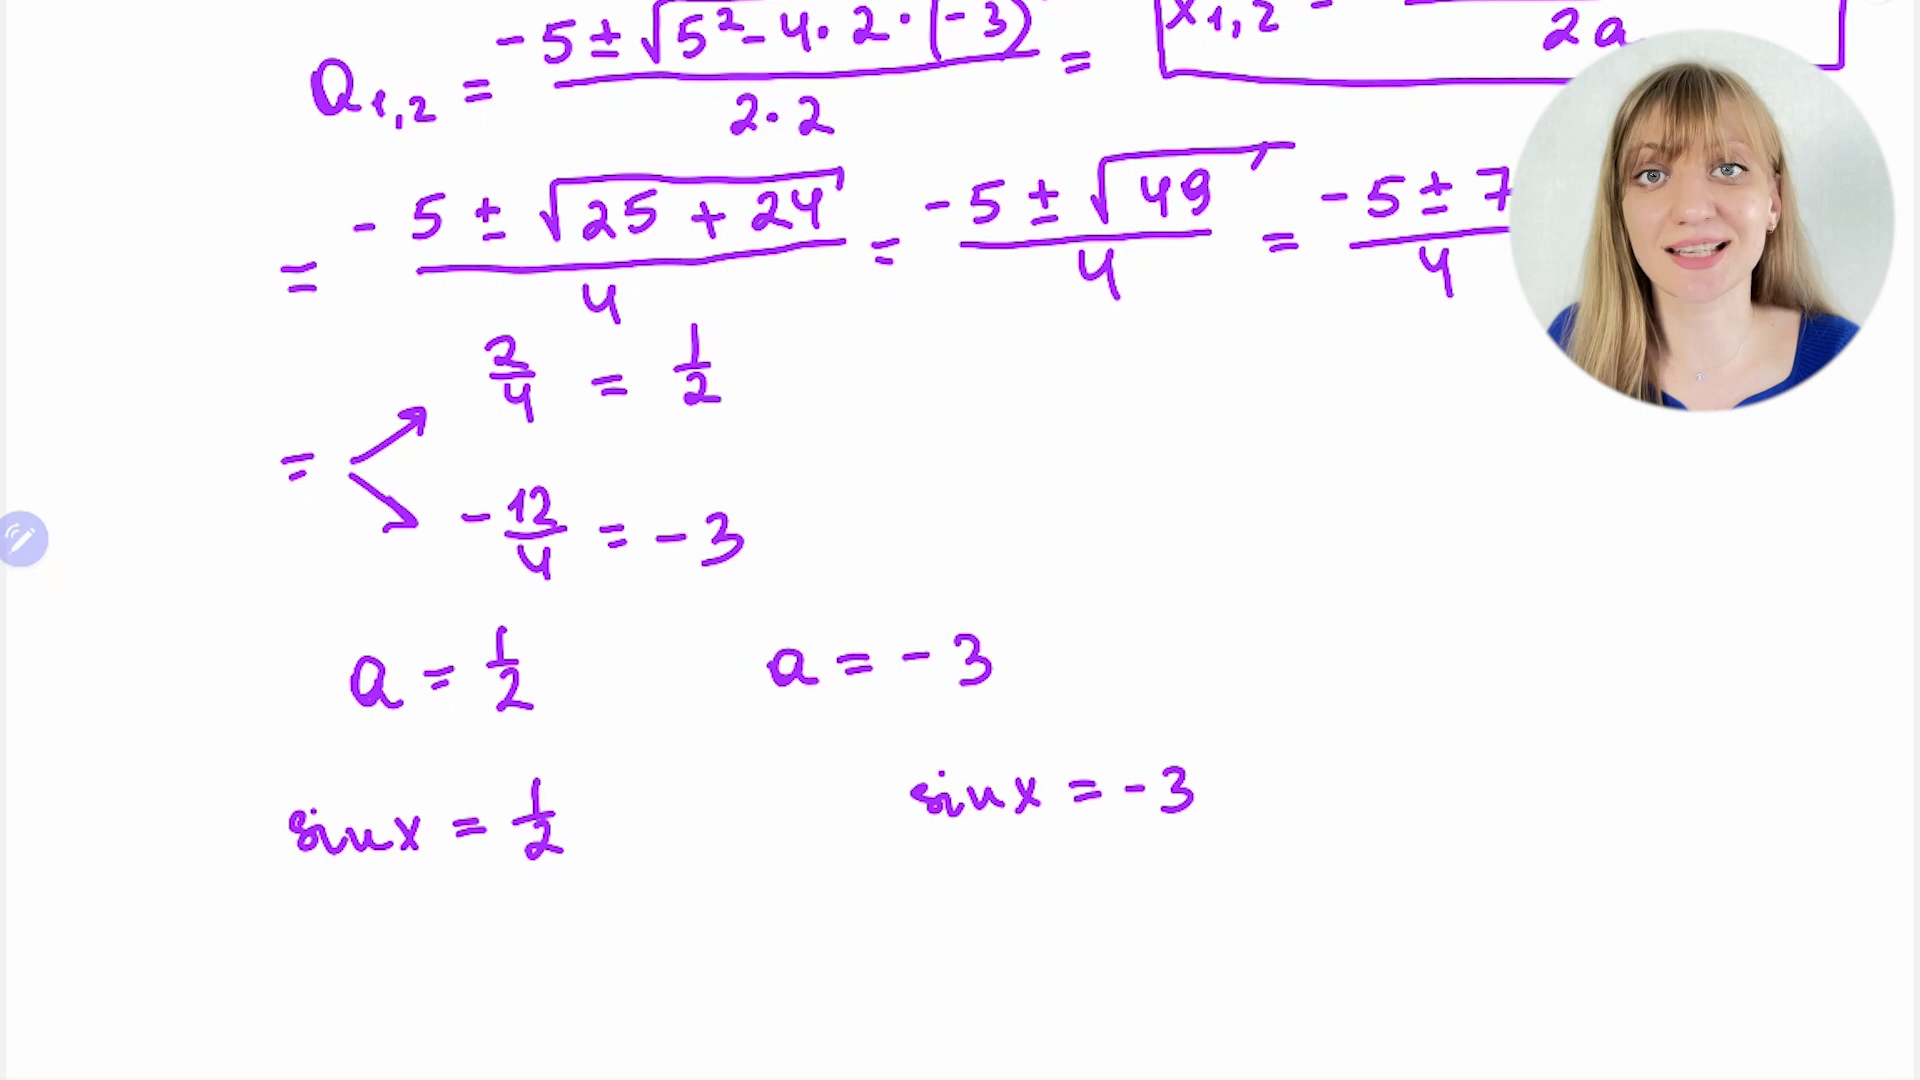 a₁,₂ = (-5 ± √(5² - 4 · 2 · (-3)))/(2 · 2) =
x₁,₂ = /2a
= (-5 ± √(25 + 24))/4 = (-5 ± √49)/4 = (-5 ± 7)/4
2/4 = 1/2
=
-12/4 = -3
a = 1/2 a = -3
sin x = 1/2 sin x = -3